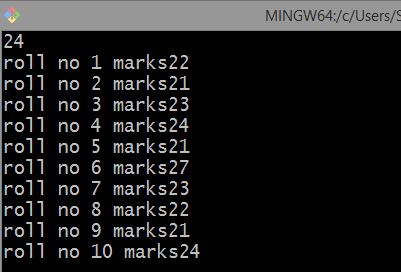 MINGW64:/c/Users/S
24
roll no 1 marks22
roll no 2 marks21
roll no 3 marks23
roll no 4 marks24
roll no 5 marks21
roll no 6 marks27
roll no 7 marks23
roll no 8 marks22
roll no 9 marks21
roll no 10 marks24